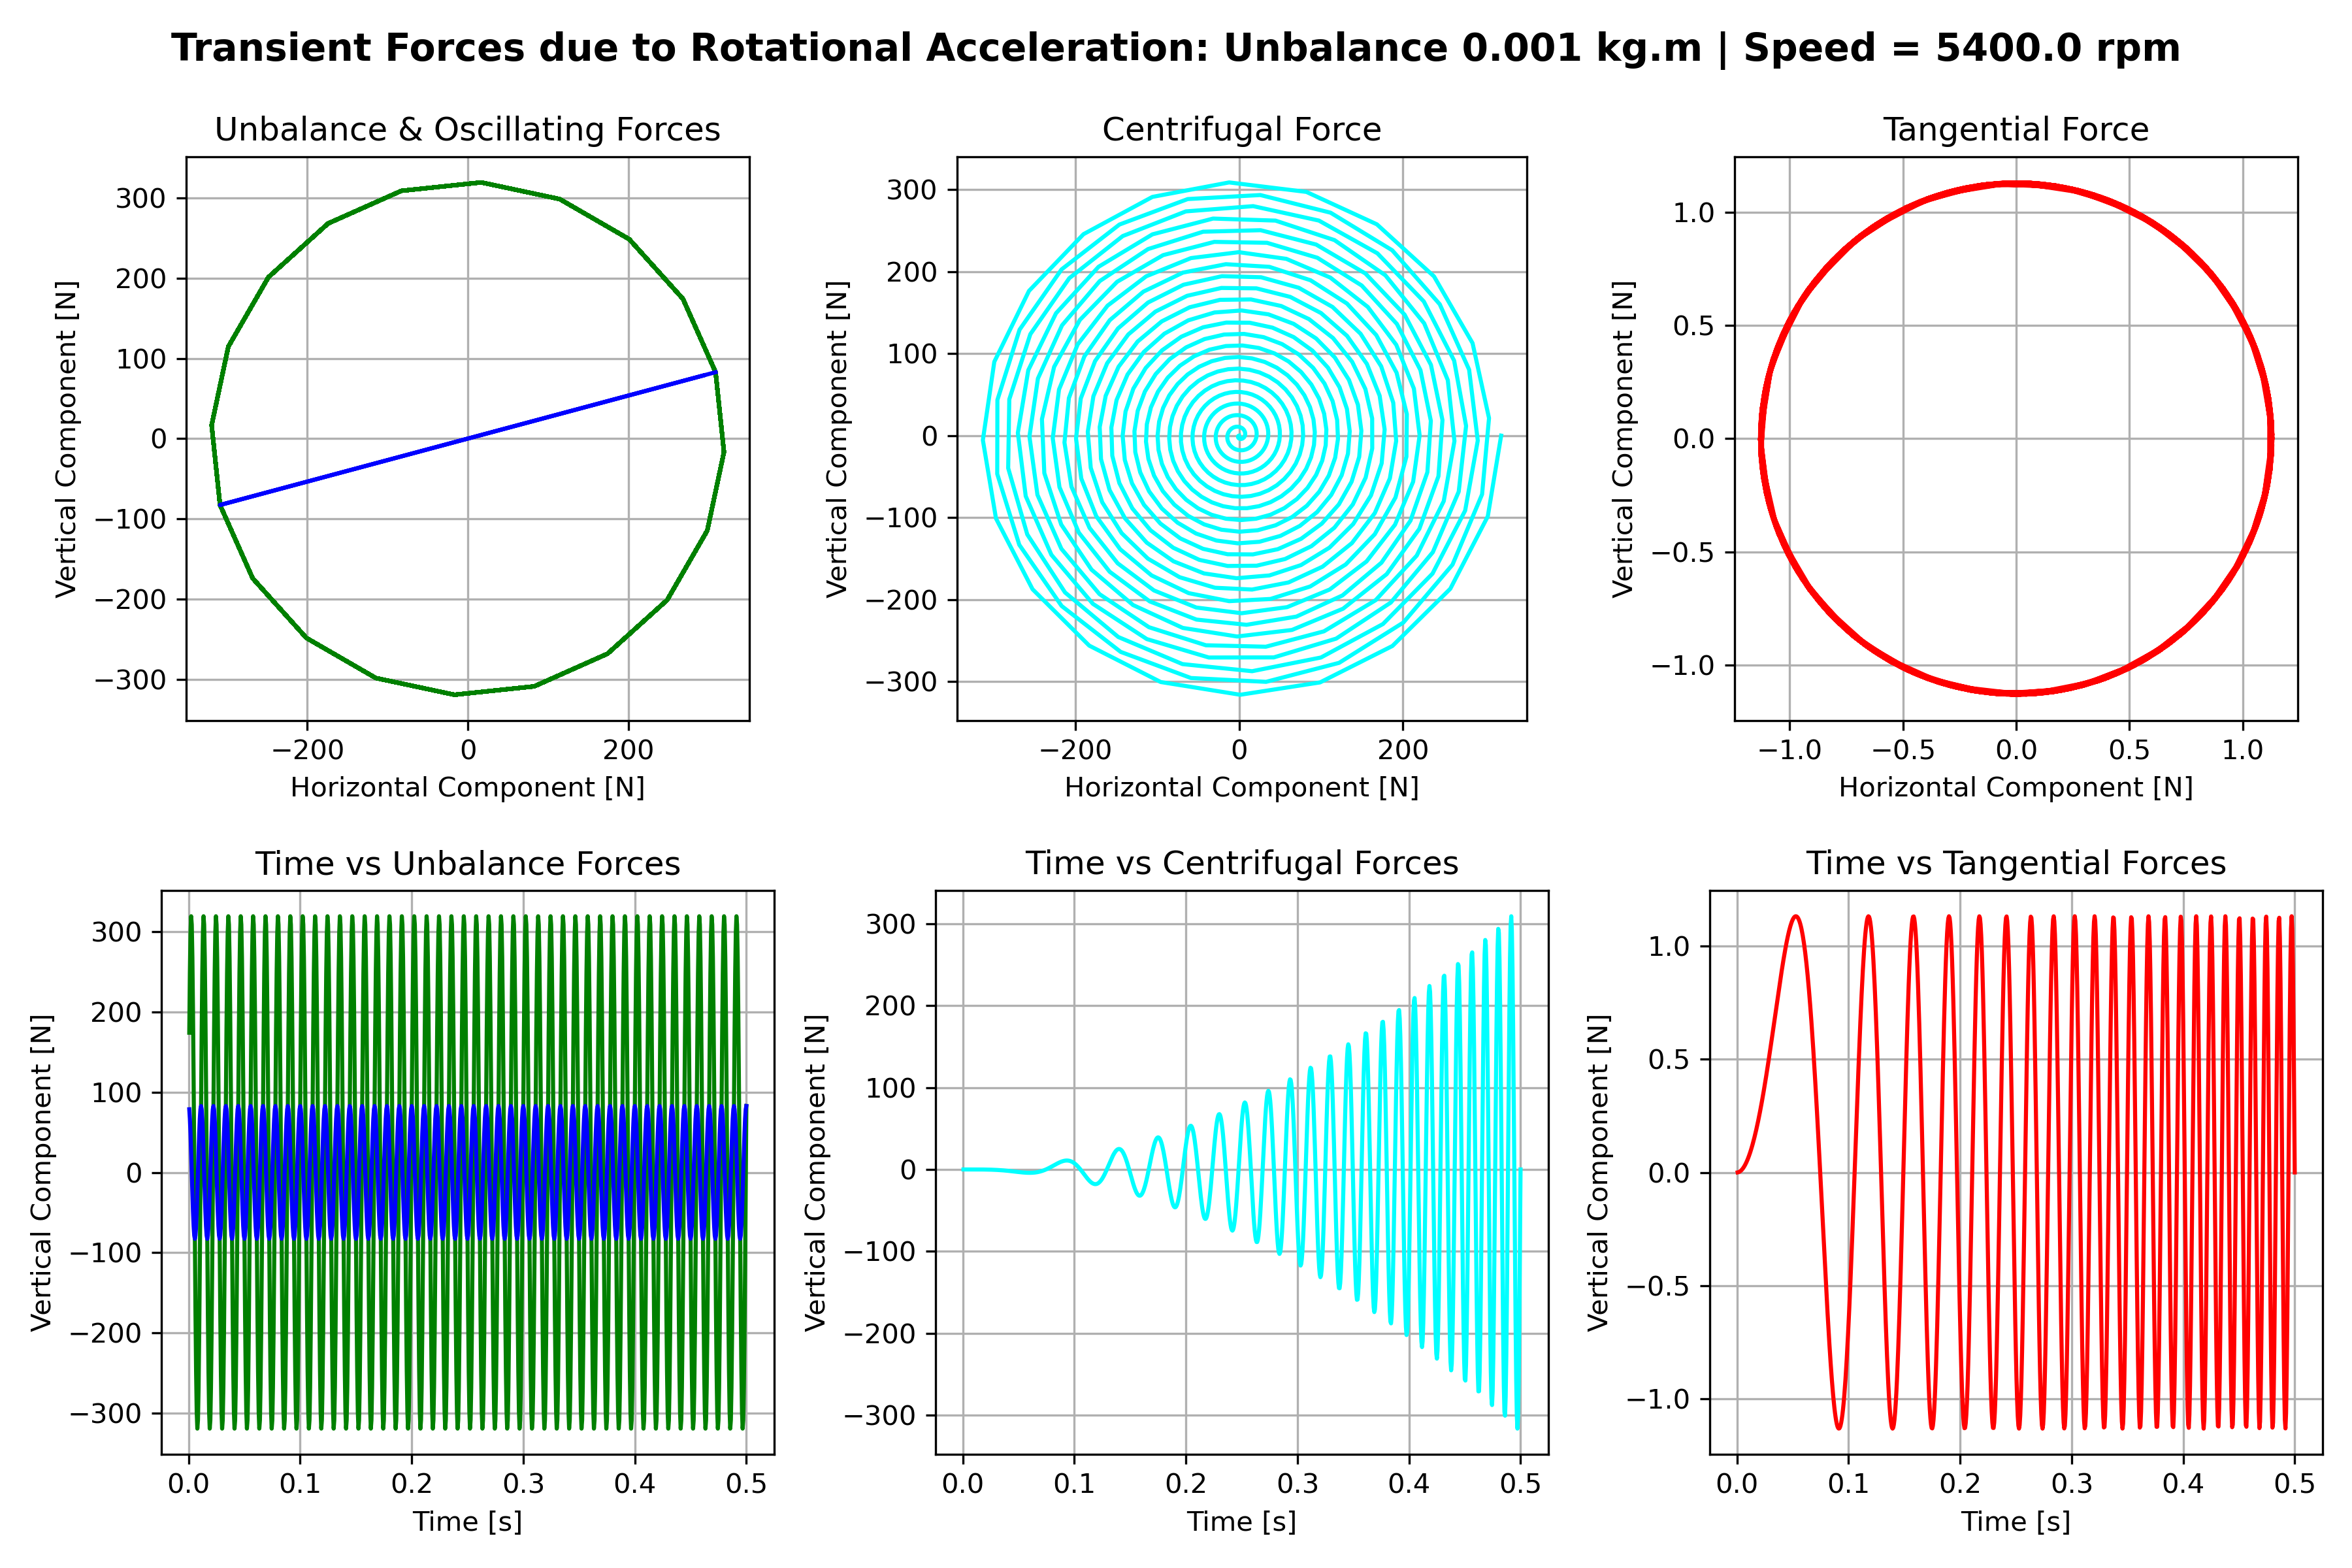 Transient Forces due to Rotational Acceleration: Unbalance 0.001 kg.m | Speed = 5400.0 rpm
Unbalance & Oscillating Forces
Vertical Component [N]
300
200
100
0
−100
−200
−300
−200 0 200
Horizontal Component [N]
Centrifugal Force
Vertical Component [N]
300
200
100
0
−100
−200
−300
−200 0 200
Horizontal Component [N]
Tangential Force
Vertical Component [N]
1.0
0.5
0.0
−0.5
−1.0
−1.0 −0.5 0.0 0.5 1.0
Horizontal Component [N]
Time vs Unbalance Forces
Vertical Component [N]
300
200
100
0
−100
−200
−300
0.0 0.1 0.2 0.3 0.4 0.5
Time [s]
Time vs Centrifugal Forces
Vertical Component [N]
300
200
100
0
−100
−200
−300
0.0 0.1 0.2 0.3 0.4 0.5
Time [s]
Time vs Tangential Forces
Vertical Component [N]
1.0
0.5
0.0
−0.5
−1.0
0.0 0.1 0.2 0.3 0.4 0.5
Time [s]